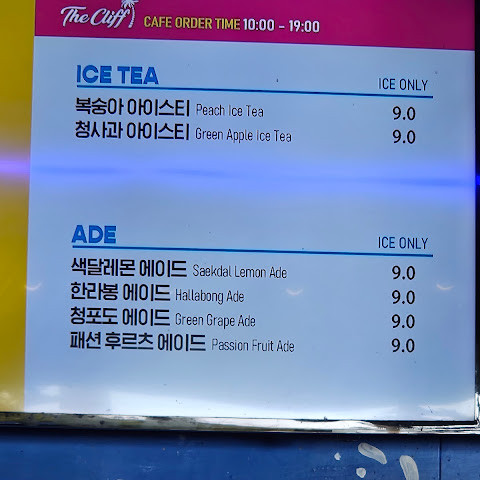 The Cliff CAFE ORDER TIME 10:00 - 19:00
ICE TEA ICE ONLY
복숭아 아이스티 Peach Ice Tea 9.0
청사과 아이스티 Green Apple Ice Tea 9.0
ADE ICE ONLY
색달레몬 에이드 Saekdal Lemon Ade 9.0
한라봉 에이드 Hallabong Ade 9.0
청포도 에이드 Green Grape Ade 9.0
패션 후르츠 에이드 Passion Fruit Ade 9.0